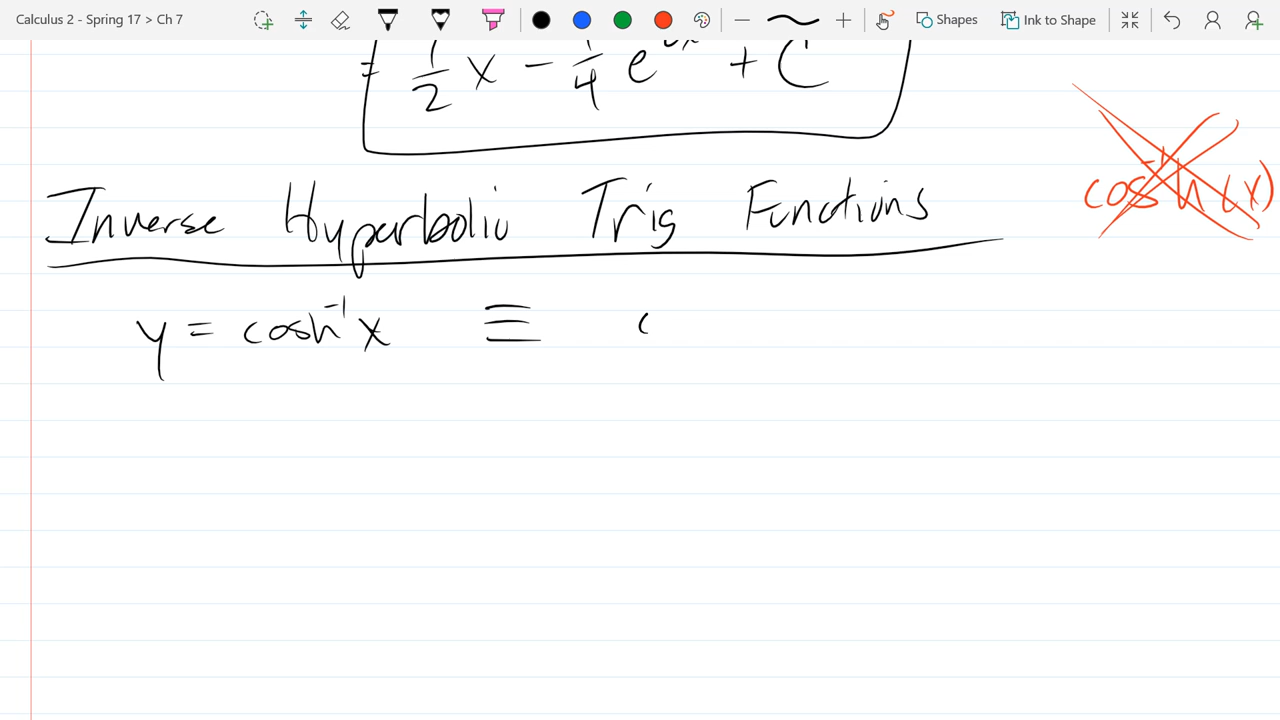 Calculus 2 - Spring 17 > Ch 7
Shapes
Ink to Shape
= 1/2 x - 1/4 e + C
cos⁻¹h (x)
Inverse Hyperbolic Trig Functions
y = cosh⁻¹ x ≡ c